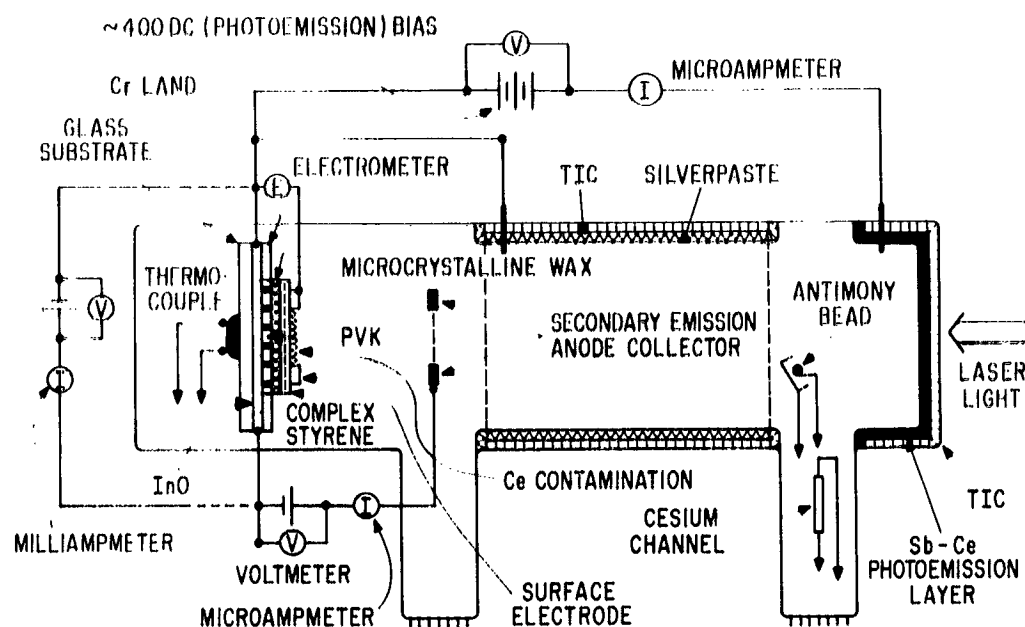 ~400 DC (PHOTOEMISSION) BIAS
V
MICROAMPMETER
I
Cr LAND
GLASS
SUBSTRATE
ELECTROMETER
E
TIC
SILVERPASTE
MICROCRYSTALLINE WAX
THERMO-
COUPLE
V
ANTIMONY
BEAD
PVK
SECONDARY EMISSION
ANODE COLLECTOR
I
LASER
LIGHT
COMPLEX
STYRENE
InO
Ce CONTAMINATION
I
TIC
MILLIAMPMETER
V
CESIUM
CHANNEL
VOLTMETER
Sb-Ce
PHOTOEMISSION
LAYER
SURFACE
ELECTRODE
MICROAMPMETER